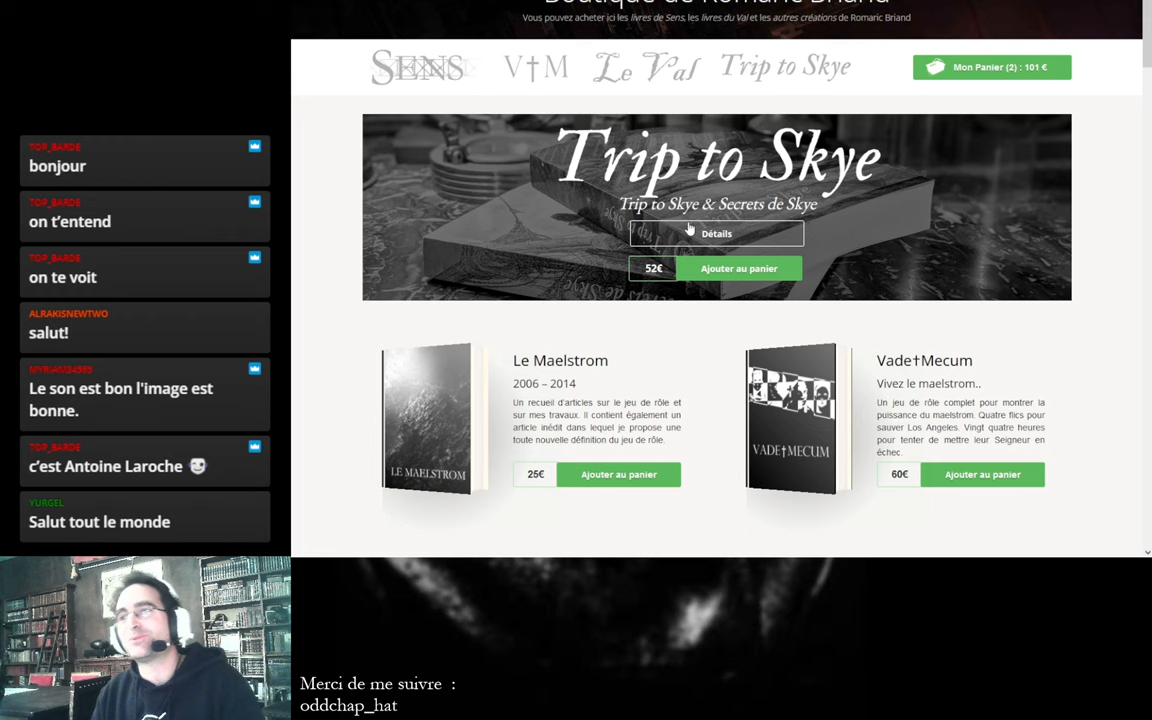 Boutique de Romaric Briand
Vous pouvez acheter ici les livres de Sens, les livres du Val et les autres créations de Romaric Briand
SENS
V†M
Le Val
Trip to Skye
Mon Panier (2) : 101 €
Trip to Skye
Trip to Skye & Secrets de Skye
Détails
52€
Ajouter au panier
Le Maelstrom
2006 – 2014
Un recueil d'articles sur le jeu de rôle et
sur mes travaux. Il contient également un
article inédit dans lequel je propose une
toute nouvelle définition du jeu de rôle.
25€
Ajouter au panier
LE MAELSTROM
Vade†Mecum
Vivez le maelstrom..
Un jeu de rôle complet pour montrer la
puissance du maelstrom. Quatre flics pour
sauver Los Angeles. Vingt quatre heures
pour tenter de mettre leur Seigneur en
échec.
60€
Ajouter au panier
VADE†MECUM
TOP_BARDE
bonjour
TOP_BARDE
on t'entend
TOP_BARDE
on te voit
ALRAKISNEWTWO
salut!
Le son est bon l'image est
bonne.
TOP_BARDE
c'est Antoine Laroche
YURGEL
Salut tout le monde
Merci de me suivre :
oddchap_hat